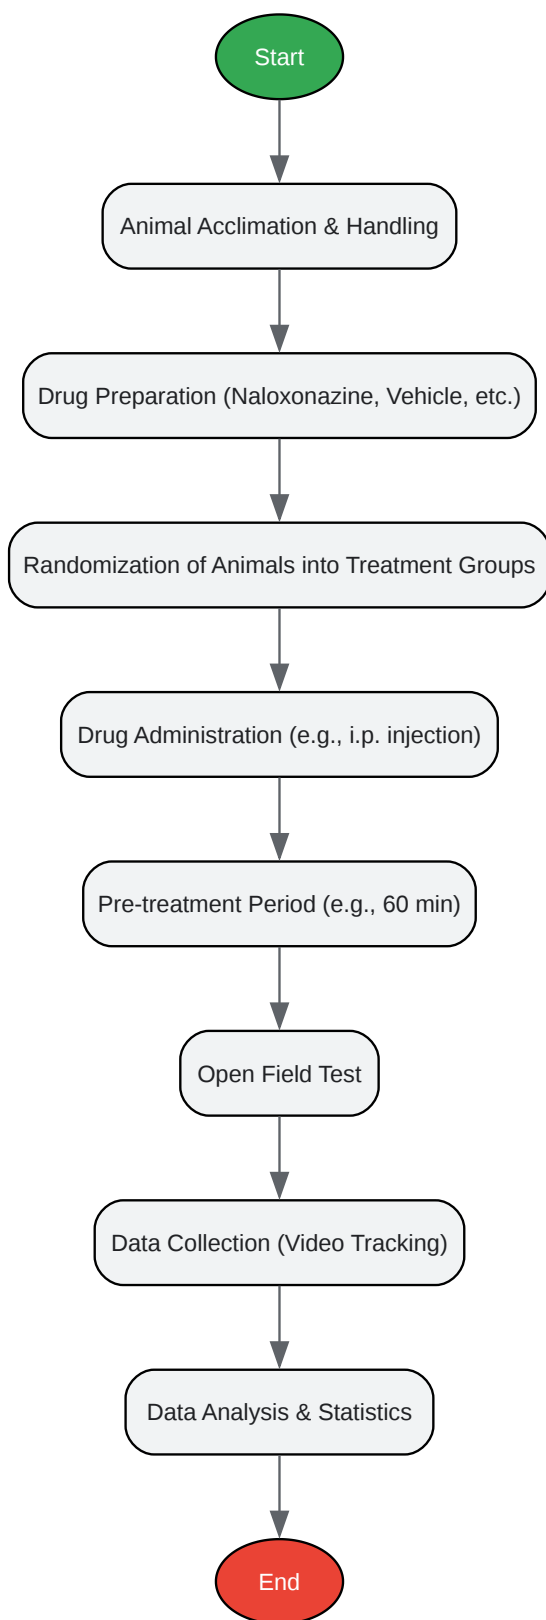 Start
Animal Acclimation & Handling
Drug Preparation (Naloxonazine, Vehicle, etc.)
Randomization of Animals into Treatment Groups
Drug Administration (e.g., i.p. injection)
Pre-treatment Period (e.g., 60 min)
Open Field Test
Data Collection (Video Tracking)
Data Analysis & Statistics
End